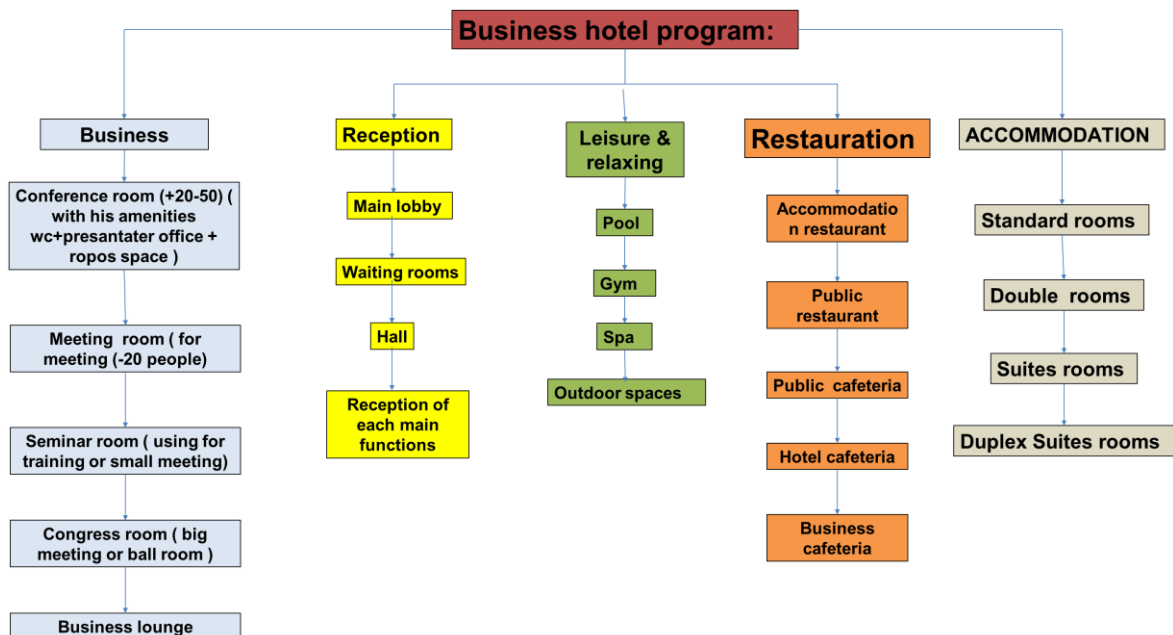 Business hotel program:
Business
Conference room (+20-50) (
with his amenities
wc+presantater office +
ropos space )
Meeting room ( for
meeting (-20 people)
Seminar room ( using for
training or small meeting)
Congress room ( big
meeting or ball room )
Business lounge
Reception
Main lobby
Waiting rooms
Hall
Reception of
each main
functions
Leisure &
relaxing
Pool
Gym
Spa
Outdoor spaces
Restauration
Accommodatio
n restaurant
Public
restaurant
Public cafeteria
Hotel cafeteria
Business
cafeteria
ACCOMMODATION
Standard rooms
Double rooms
Suites rooms
Duplex Suites rooms